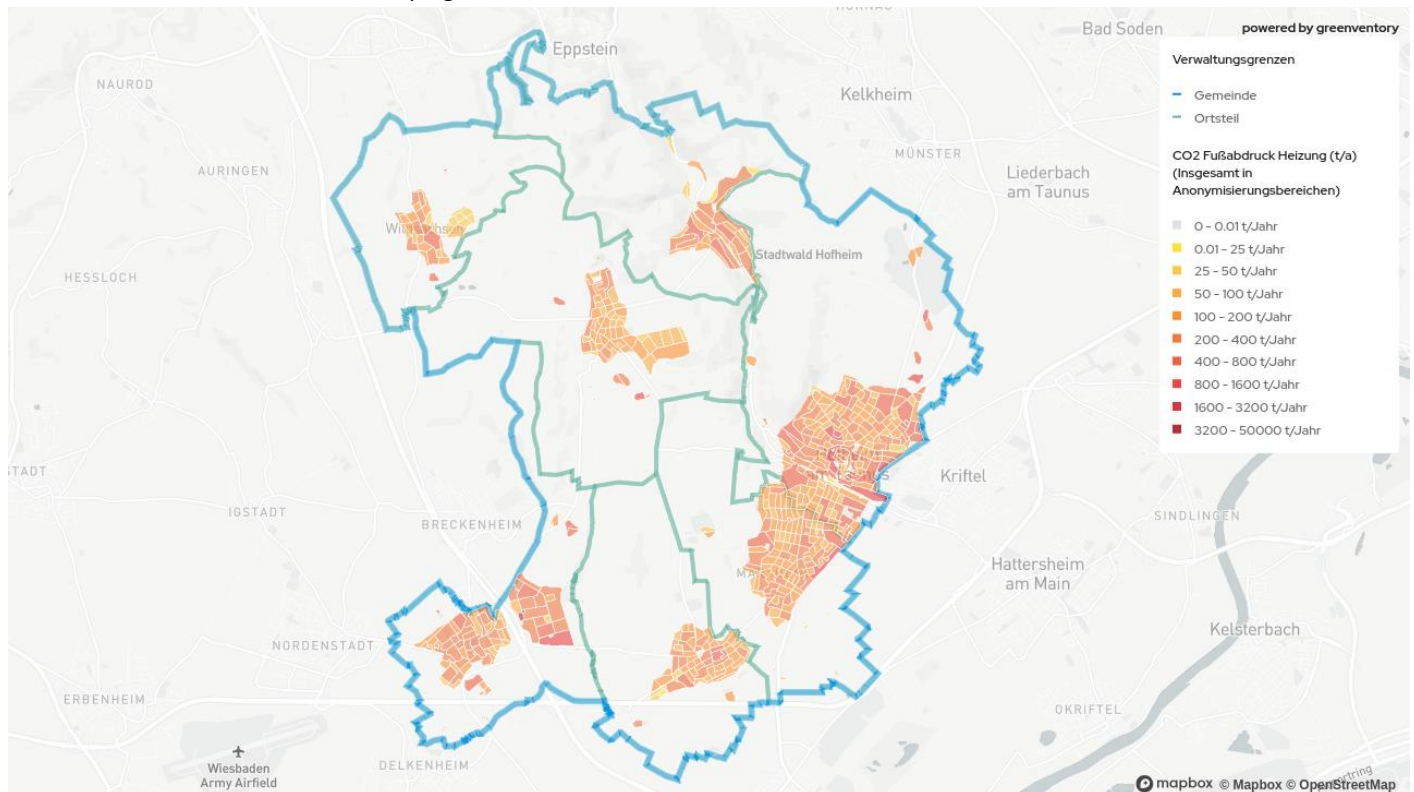 HORNAU
Bad Soden
powered by greenventory
Eppstein
Verwaltungsgrenzen
NAUROD
Kelkheim
Gemeinde
Ortsteil
MÜNSTER
CO2 Fußabdruck Heizung (t/a)
(Insgesamt in
Anonymisierungsbereichen)
AURINGEN
Liederbach
am Taunus
0 - 0.01 t/Jahr
0.01 - 25 t/Jahr
25 - 50 t/Jahr
50 - 100 t/Jahr
100 - 200 t/Jahr
200 - 400 t/Jahr
400 - 800 t/Jahr
800 - 1600 t/Jahr
1600 - 3200 t/Jahr
3200 - 50000 t/Jahr
Stadtwald Hofheim
HESSLOCH
Kriftel
STADT
IGSTADT
BRECKENHEIM
SINDLINGEN
Hattersheim
am Main
NORDENSTADT
Kelsterbach
ERBENHEIM
OKRIFTEL
Wiesbaden
Army Airfield
DELKENHEIM
mapbox © Mapbox © OpenStreetMap